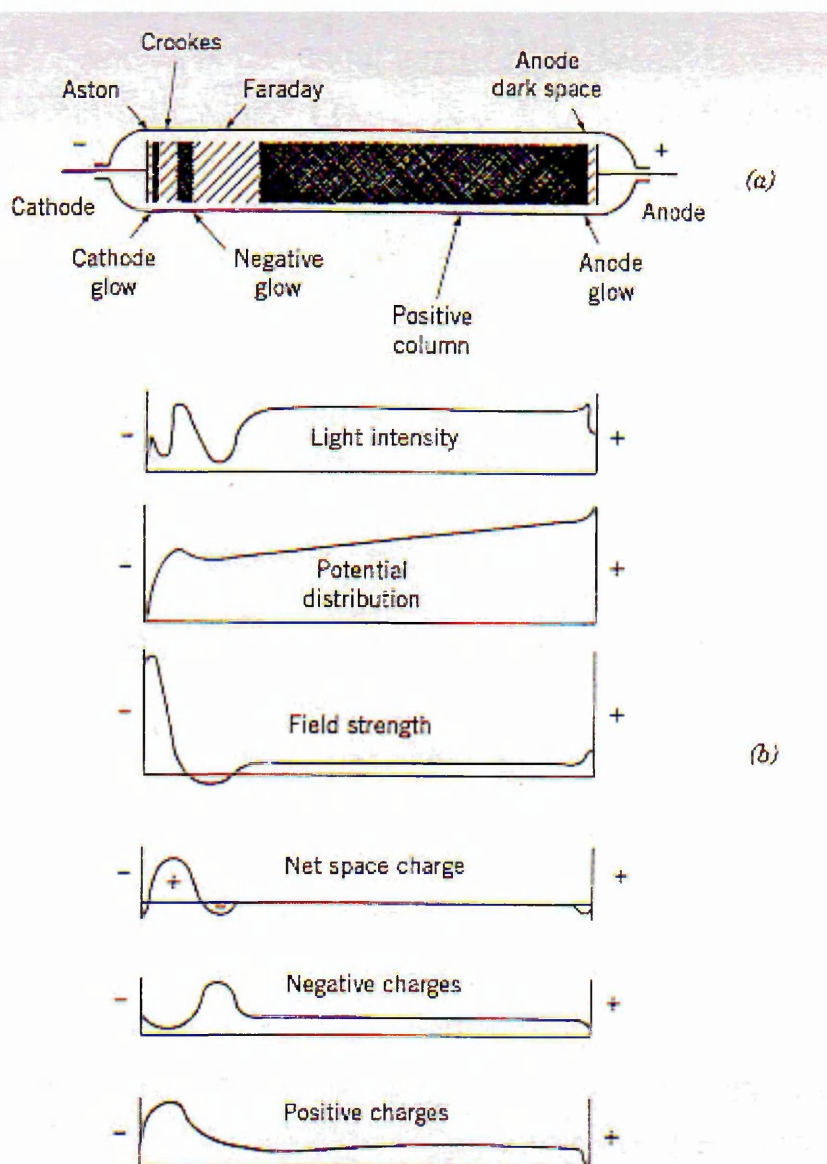 Crookes
Aston
Faraday
Anode
dark space
-
+
(a)
Cathode
Anode
Cathode
glow
Negative
glow
Anode
glow
Positive
column
-
Light intensity
+
-
Potential
distribution
+
-
Field strength
+
(b)
-
+
Net space charge
-
+
-
Negative charges
+
-
Positive charges
+